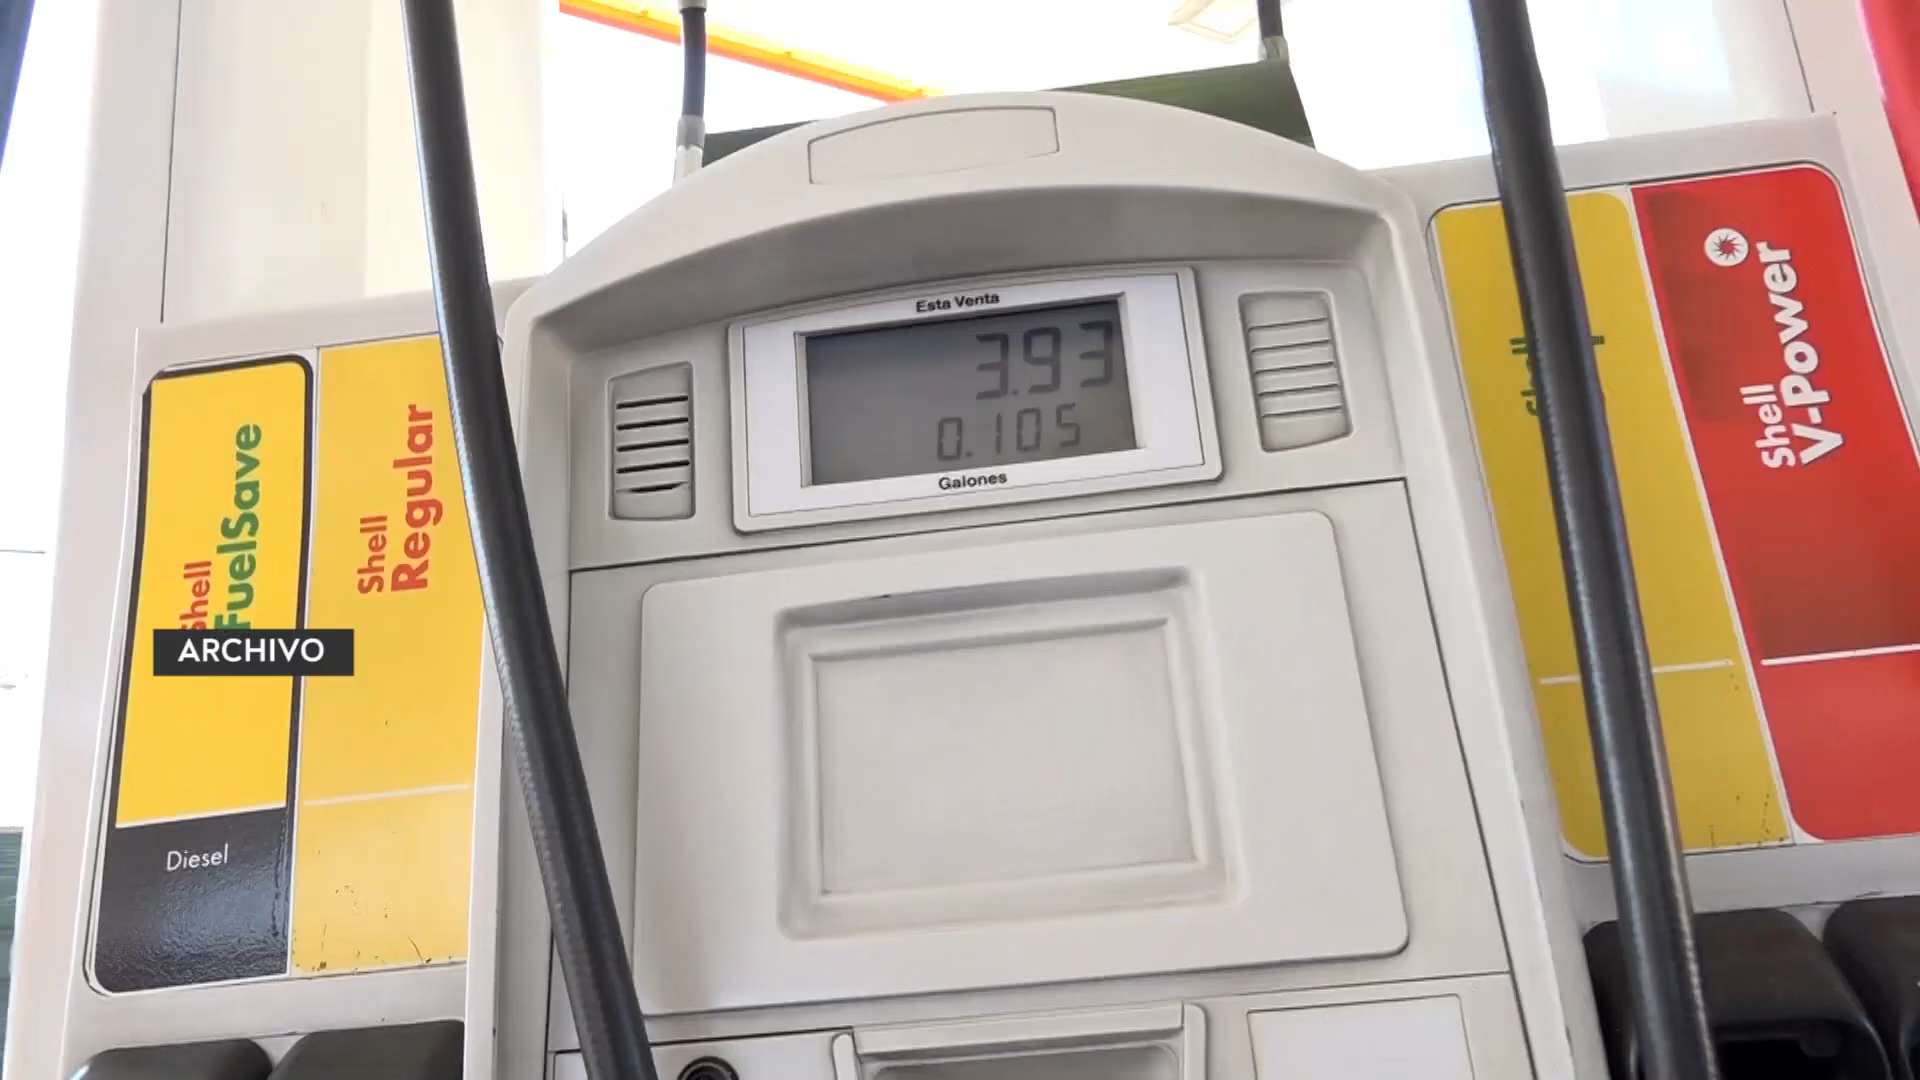 Esta Venta
3.93
0.105
Galones
Shell
FuelSave
Diesel
Shell
Regular
Shell
V-Power
ARCHIVO